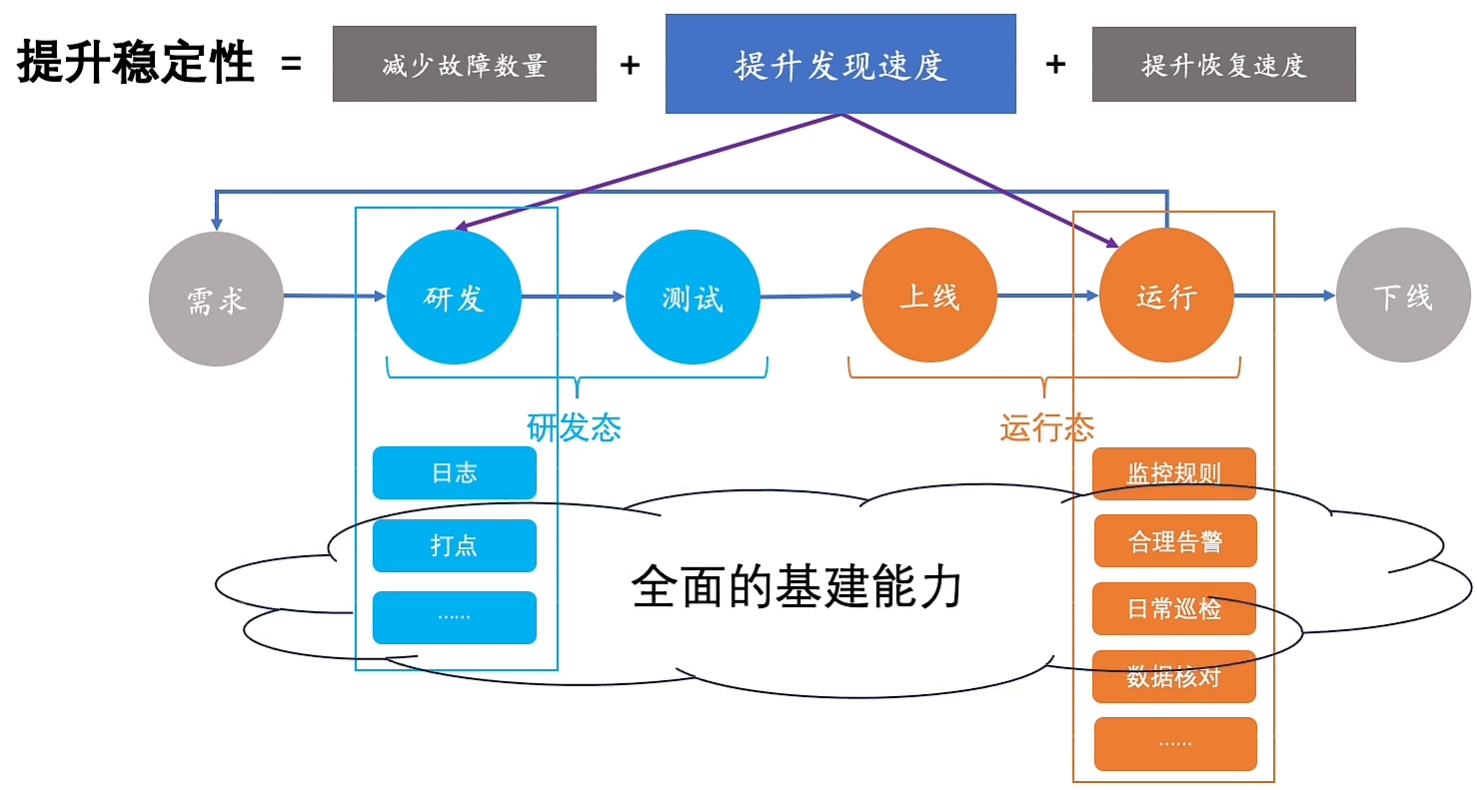 提升稳定性 = 减少故障数量 + 提升发现速度 + 提升恢复速度
需求 研发 测试 上线 运行 下线
研发态 运行态
日志
打点
……
全面的基建能力
监控规则
合理告警
日常巡检
数据核对
……